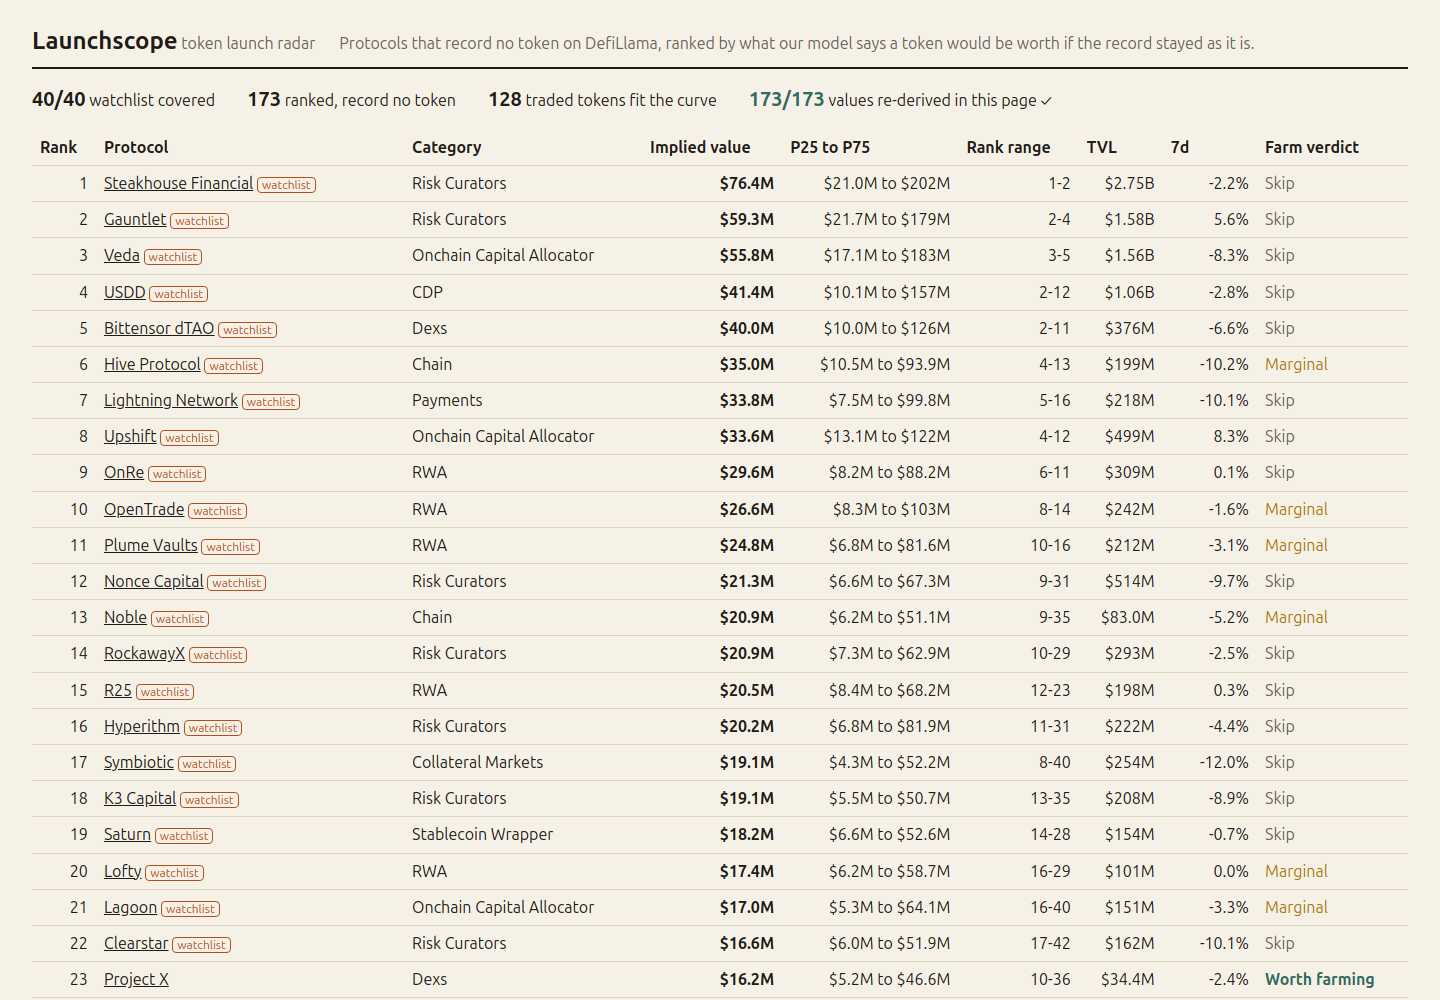 Launchscope token launch radar Protocols that record no token on DefiLlama, ranked by what our model says a token would be worth if the record stayed as it is.
40/40 watchlist covered 173 ranked, record no token 128 traded tokens fit the curve 173/173 values re-derived in this page ✓
Rank Protocol Category Implied value P25 to P75 Rank range TVL 7d Farm verdict
1 Steakhouse Financial watchlist Risk Curators $76.4M $21.0M to $202M 1-2 $2.75B -2.2% Skip
2 Gauntlet watchlist Risk Curators $59.3M $21.7M to $179M 2-4 $1.58B 5.6% Skip
3 Veda watchlist Onchain Capital Allocator $55.8M $17.1M to $183M 3-5 $1.56B -8.3% Skip
4 USDD watchlist CDP $41.4M $10.1M to $157M 2-12 $1.06B -2.8% Skip
5 Bittensor dTAO watchlist Dexs $40.0M $10.0M to $126M 2-11 $376M -6.6% Skip
6 Hive Protocol watchlist Chain $35.0M $10.5M to $93.9M 4-13 $199M -10.2% Marginal
7 Lightning Network watchlist Payments $33.8M $7.5M to $99.8M 5-16 $218M -10.1% Skip
8 Upshift watchlist Onchain Capital Allocator $33.6M $13.1M to $122M 4-12 $499M 8.3% Skip
9 OnRe watchlist RWA $29.6M $8.2M to $88.2M 6-11 $309M 0.1% Skip
10 OpenTrade watchlist RWA $26.6M $8.3M to $103M 8-14 $242M -1.6% Marginal
11 Plume Vaults watchlist RWA $24.8M $6.8M to $81.6M 10-16 $212M -3.1% Marginal
12 Nonce Capital watchlist Risk Curators $21.3M $6.6M to $67.3M 9-31 $514M -9.7% Skip
13 Noble watchlist Chain $20.9M $6.2M to $51.1M 9-35 $83.0M -5.2% Marginal
14 RockawayX watchlist Risk Curators $20.9M $7.3M to $62.9M 10-29 $293M -2.5% Skip
15 R25 watchlist RWA $20.5M $8.4M to $68.2M 12-23 $198M 0.3% Skip
16 Hyperithm watchlist Risk Curators $20.2M $6.8M to $81.9M 11-31 $222M -4.4% Skip
17 Symbiotic watchlist Collateral Markets $19.1M $4.3M to $52.2M 8-40 $254M -12.0% Skip
18 K3 Capital watchlist Risk Curators $19.1M $5.5M to $50.7M 13-35 $208M -8.9% Skip
19 Saturn watchlist Stablecoin Wrapper $18.2M $6.6M to $52.6M 14-28 $154M -0.7% Skip
20 Lofty watchlist RWA $17.4M $6.2M to $58.7M 16-29 $101M 0.0% Marginal
21 Lagoon watchlist Onchain Capital Allocator $17.0M $5.3M to $64.1M 16-40 $151M -3.3% Marginal
22 Clearstar watchlist Risk Curators $16.6M $6.0M to $51.9M 17-42 $162M -10.1% Skip
23 Project X Dexs $16.2M $5.2M to $46.6M 10-36 $34.4M -2.4% Worth farming